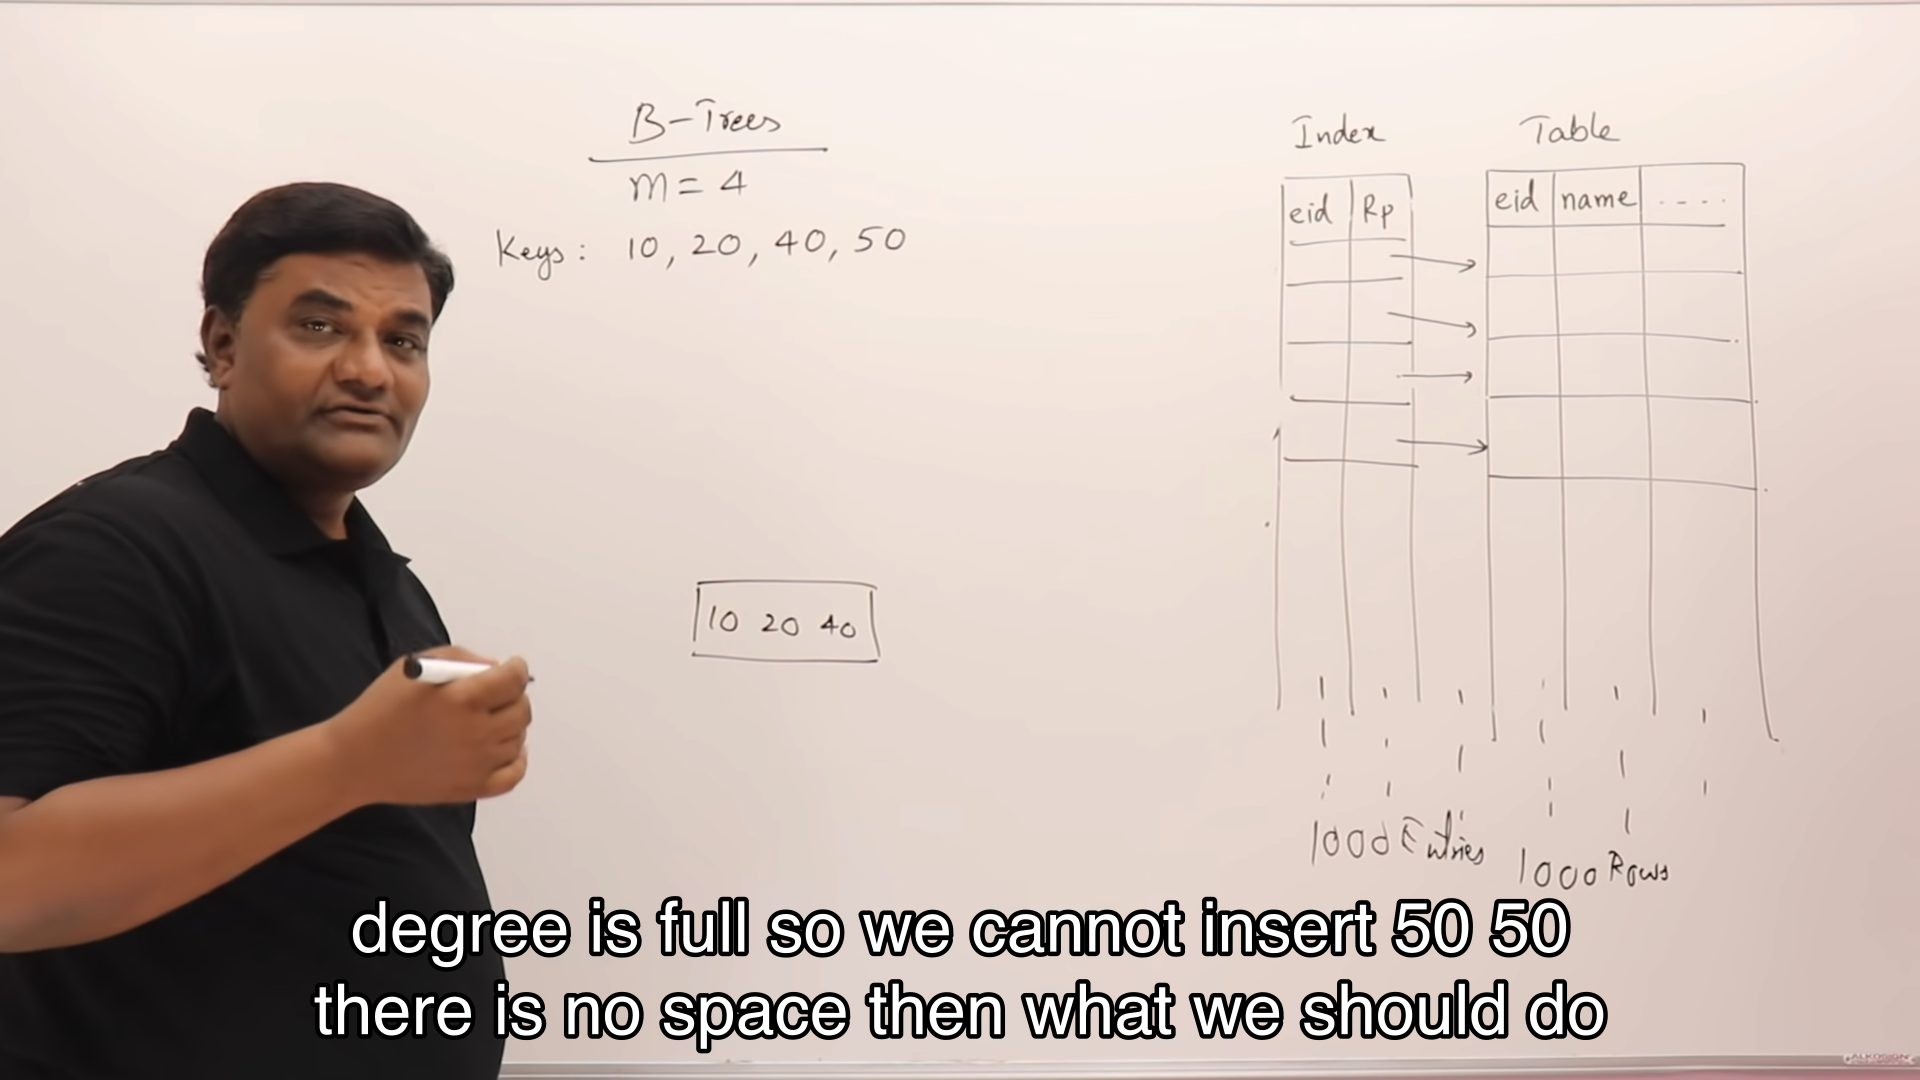 B-Trees
m = 4
Keys: 10, 20, 40, 50
10 20 40
Index
eid Rp
1000 Entries
Table
eid name ....
1000 Rows
degree is full so we cannot insert 50 50
there is no space then what we should do